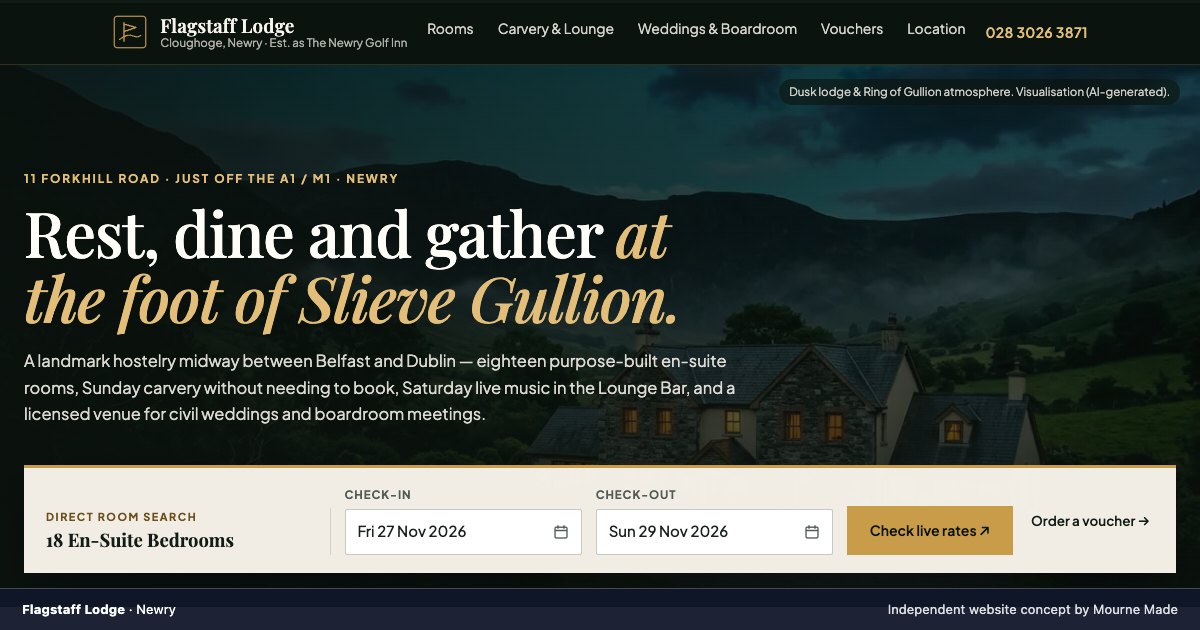 Flagstaff Lodge
Cloughoge, Newry · Est. as The Newry Golf Inn
Rooms
Carvery & Lounge
Weddings & Boardroom
Vouchers
Location
028 3026 3871
Dusk lodge & Ring of Gullion atmosphere. Visualisation (AI-generated).
11 FORKHILL ROAD · JUST OFF THE A1 / M1 · NEWRY
Rest, dine and gather at
the foot of Slieve Gullion.
A landmark hostelry midway between Belfast and Dublin — eighteen purpose-built en-suite
rooms, Sunday carvery without needing to book, Saturday live music in the Lounge Bar, and a
licensed venue for civil weddings and boardroom meetings.
DIRECT ROOM SEARCH
18 En-Suite Bedrooms
CHECK-IN
Fri 27 Nov 2026
CHECK-OUT
Sun 29 Nov 2026
Check live rates ↗
Order a voucher →
Flagstaff Lodge · Newry
Independent website concept by Mourne Made